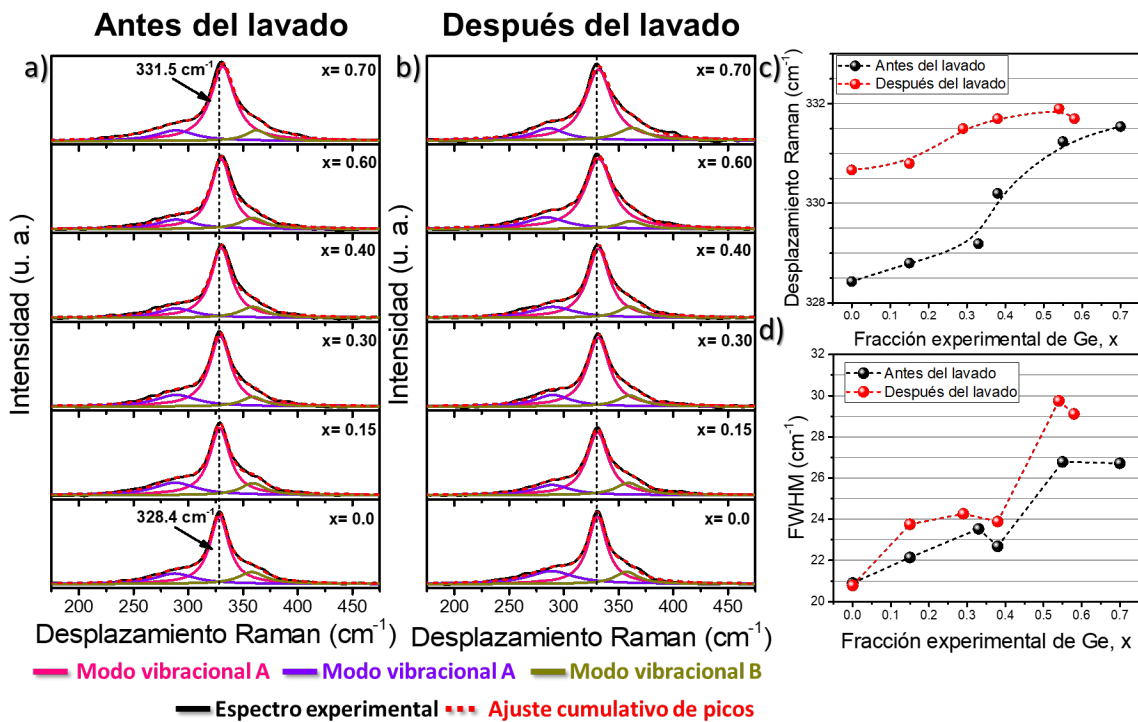 Antes del lavado
Después del lavado
a)
331.5 cm⁻¹
x= 0.70
x= 0.60
x= 0.40
x= 0.30
x= 0.15
328.4 cm⁻¹
x= 0.0
Intensidad (u. a.)
200 250 300 350 400 450
Desplazamiento Raman (cm⁻¹)
b)
x= 0.70
200 250 300 350 400 450
x= 0.60
x= 0.40
x= 0.30
x= 0.15
x= 0.0
Intensidad (u. a.)
200 250 300 350 400 450
Desplazamiento Raman (cm⁻¹)
Modo vibracional A
Modo vibracional A
Modo vibracional B
Espectro experimental
Ajuste cumulativo de picos
c)
Antes del lavado
Después del lavado
332
330
328
Desplazamiento Raman (cm⁻¹)
0.0 0.1 0.2 0.3 0.4 0.5 0.6 0.7
Fracción experimental de Ge, x
d)
Antes del lavado
Después del lavado
32
30
28
26
24
22
20
FWHM (cm⁻¹)
0.0 0.1 0.2 0.3 0.4 0.5 0.6 0.7
Fracción experimental de Ge, x